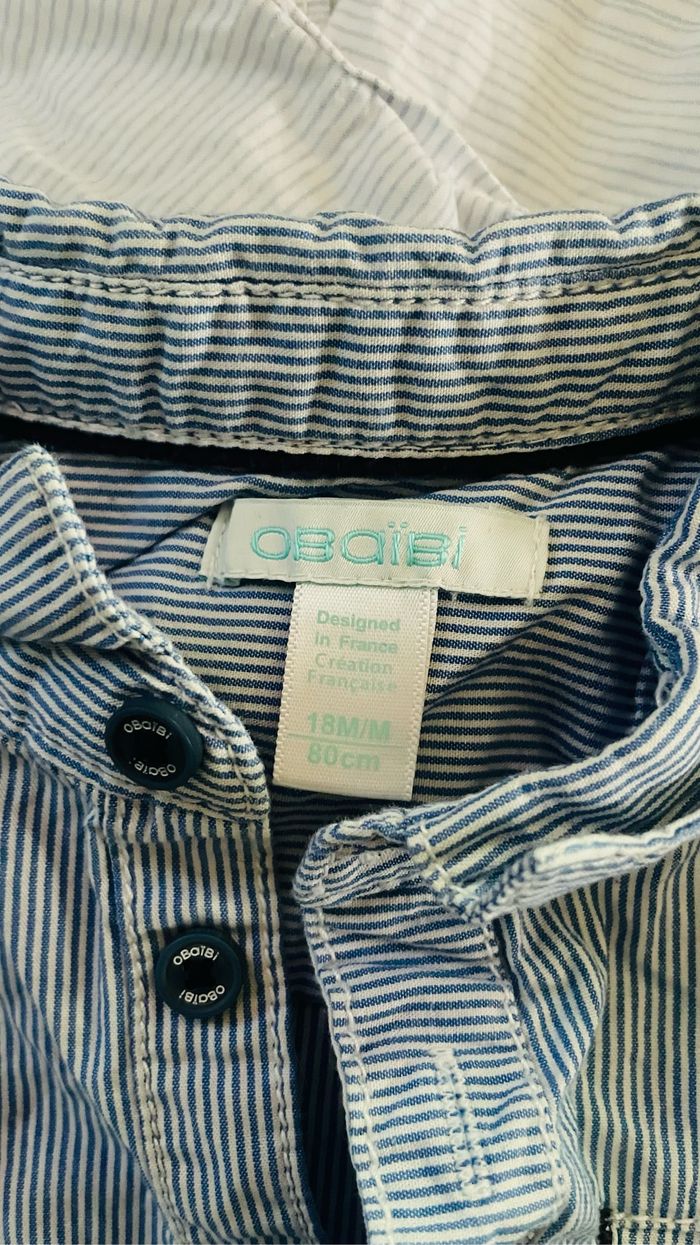 OBaïBi
Designed
in France
Création
Française
18M/M
80cm
OBaïBi
OBaïBi
OBaïBi
OBaïBi